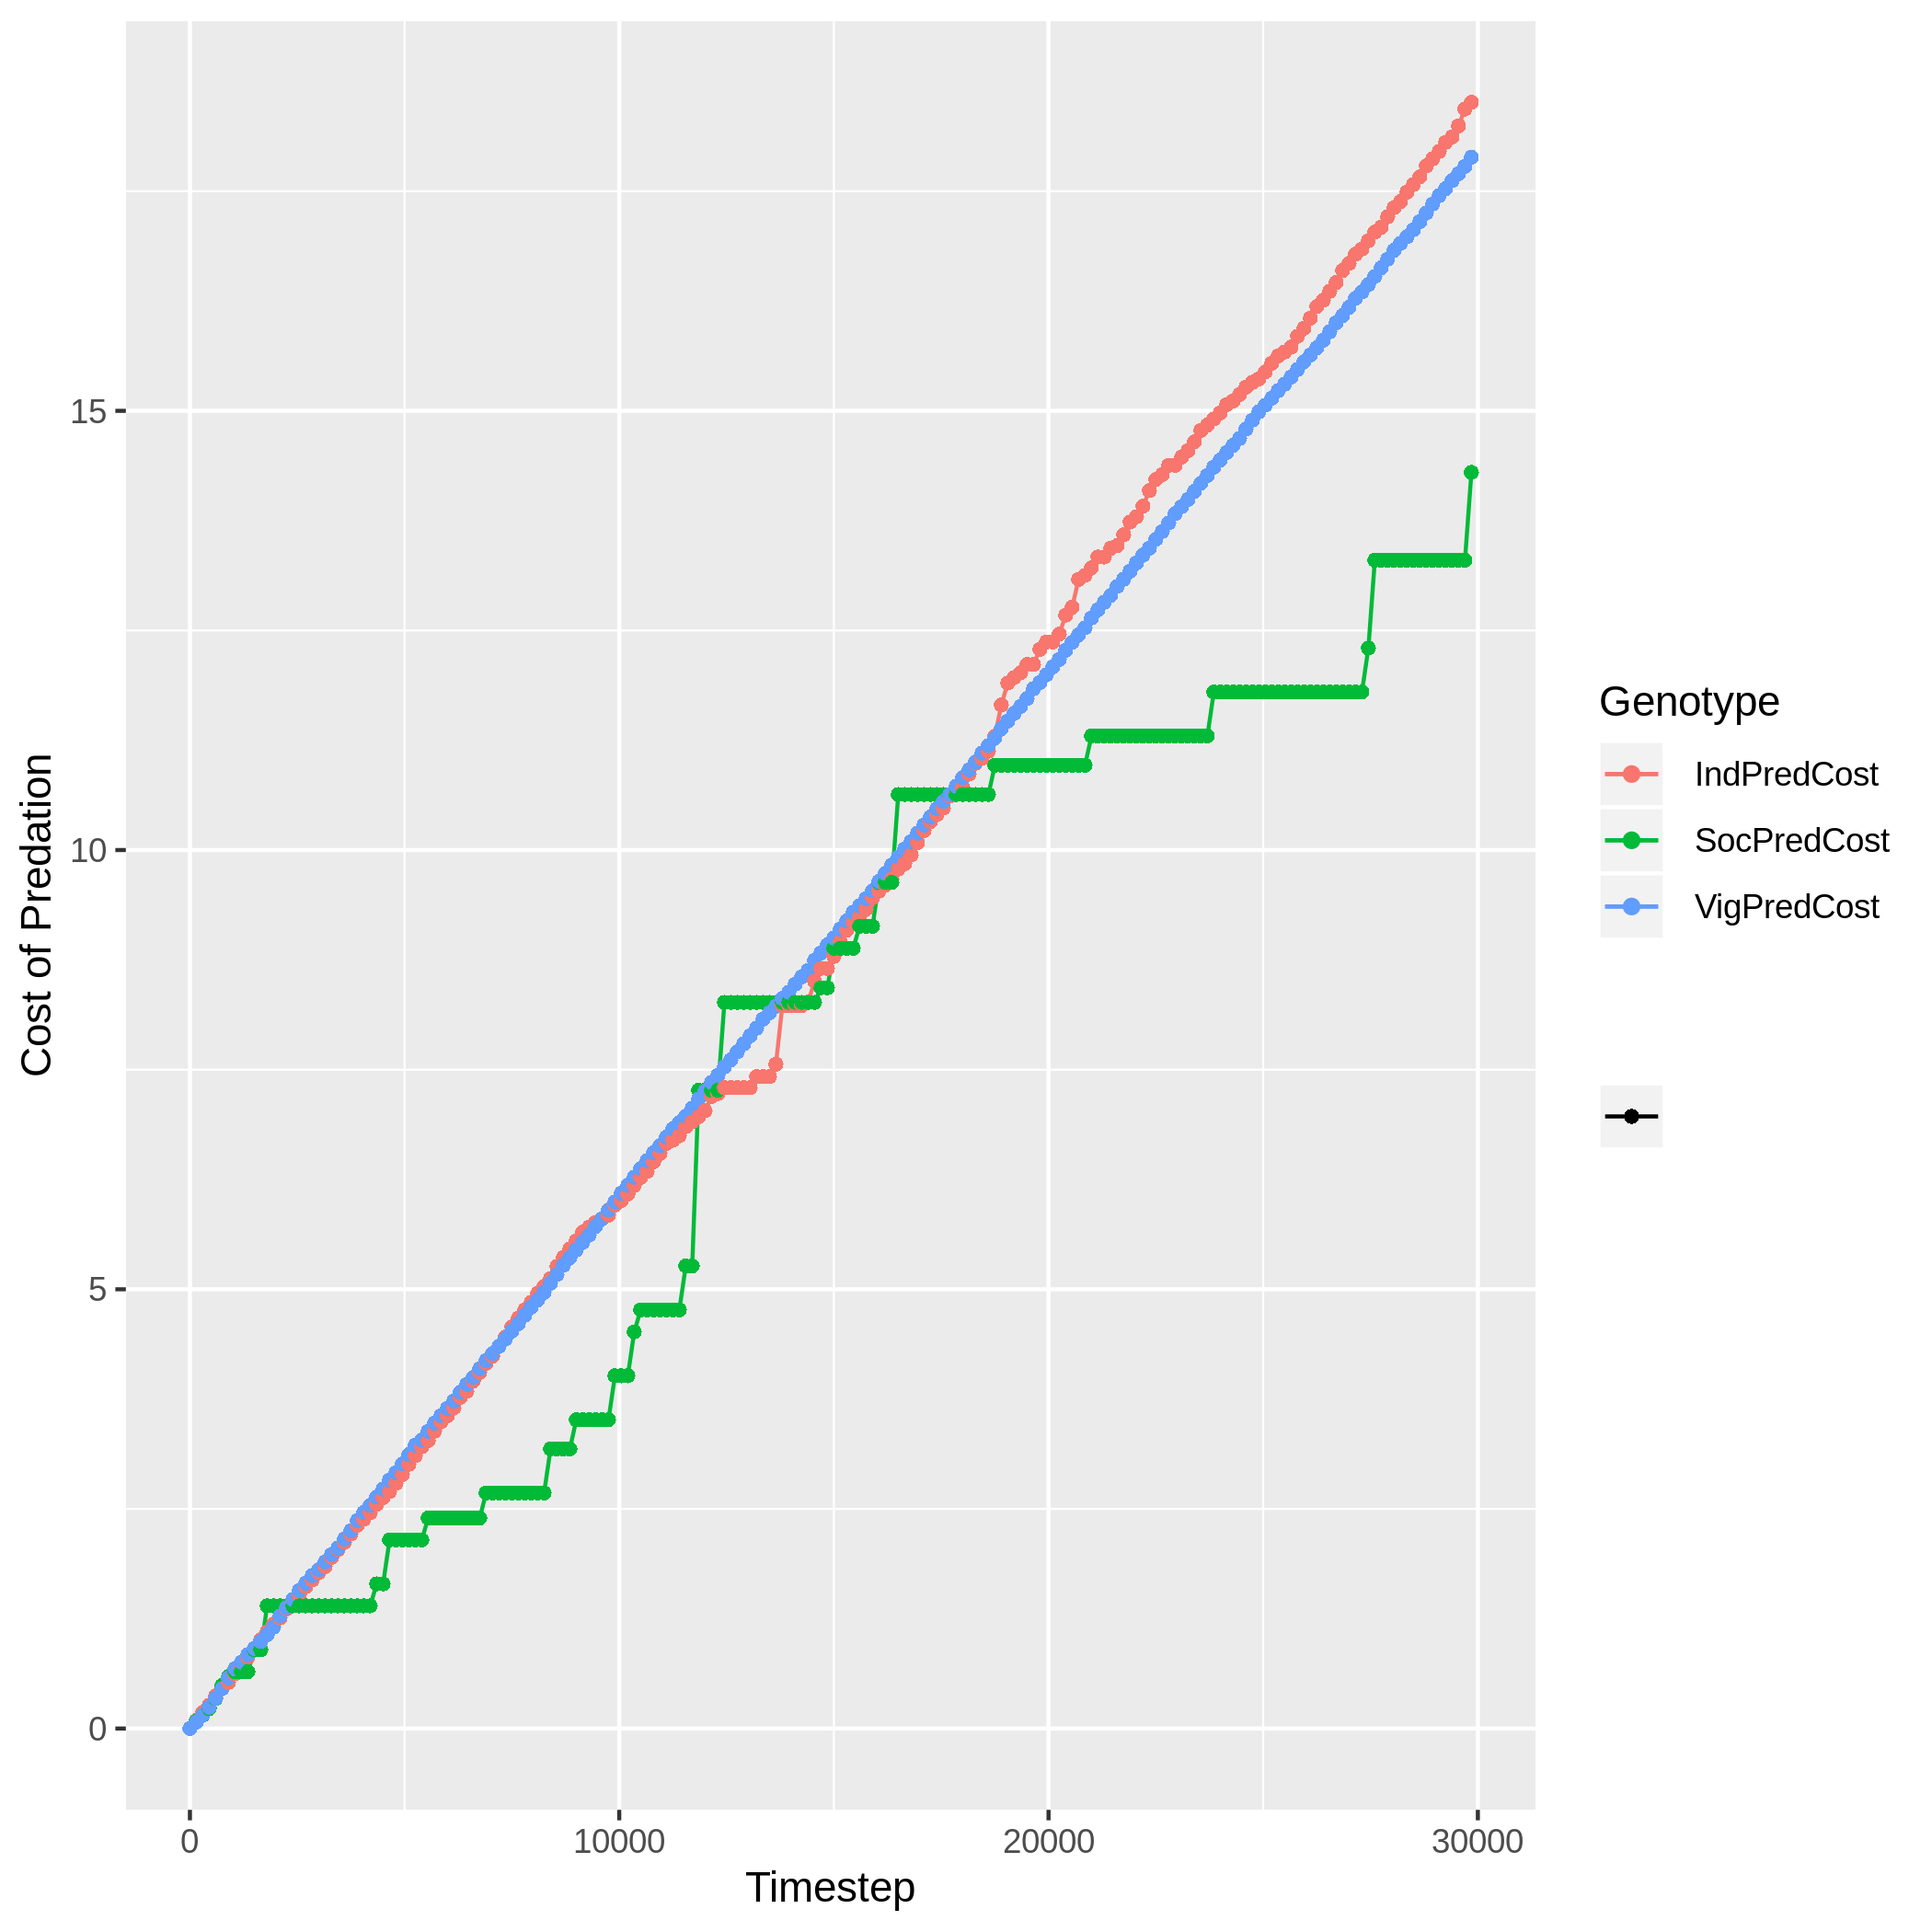 15
10
5
0
Cost of Predation
0 10000 20000 30000
Timestep
Genotype
IndPredCost
SocPredCost
VigPredCost